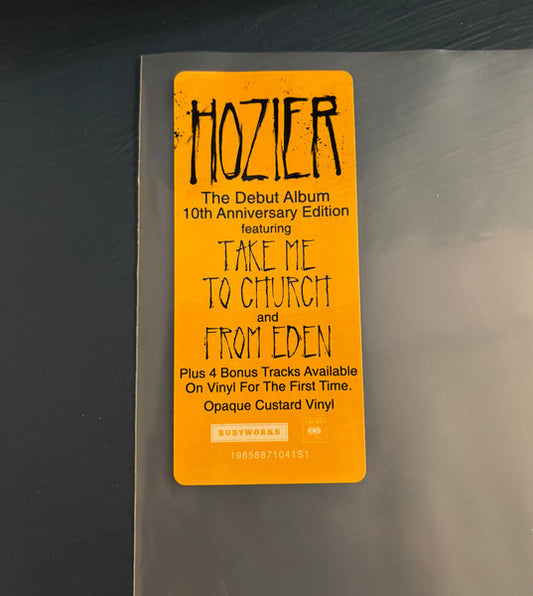 HOZIER
The Debut Album
10th Anniversary Edition
featuring
TAKE ME
TO CHURCH
and
FROM EDEN
Plus 4 Bonus Tracks Available
On Vinyl For The First Time.
Opaque Custard Vinyl
RUBYWORKS
19658871041S1